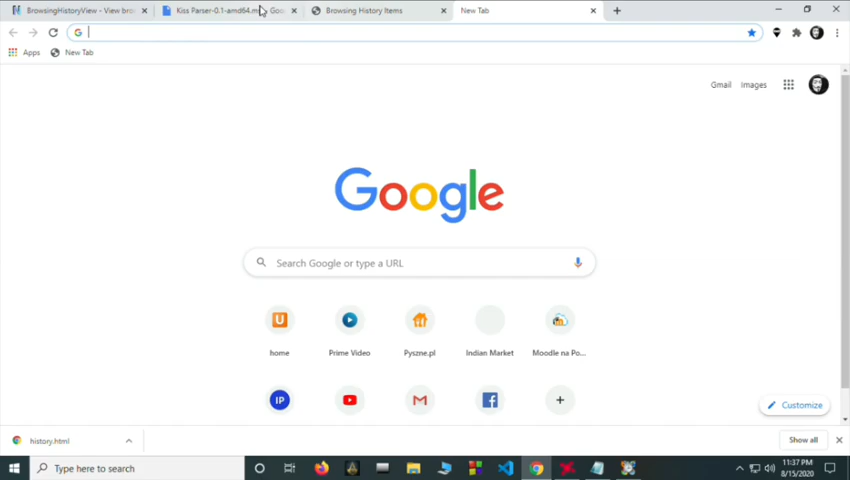 BrowsingHistoryView - View brow
Kiss Parser-0.1-amd64.m
Goo
Browsing History Items
New Tab
Apps
New Tab
Gmail
Images
Google
Search Google or type a URL
home
Prime Video
Pyszne.pl
Indian Market
Moodle na Po...
IP
Customize
history.html
Show all
Type here to search
11:37 PM
8/15/2020